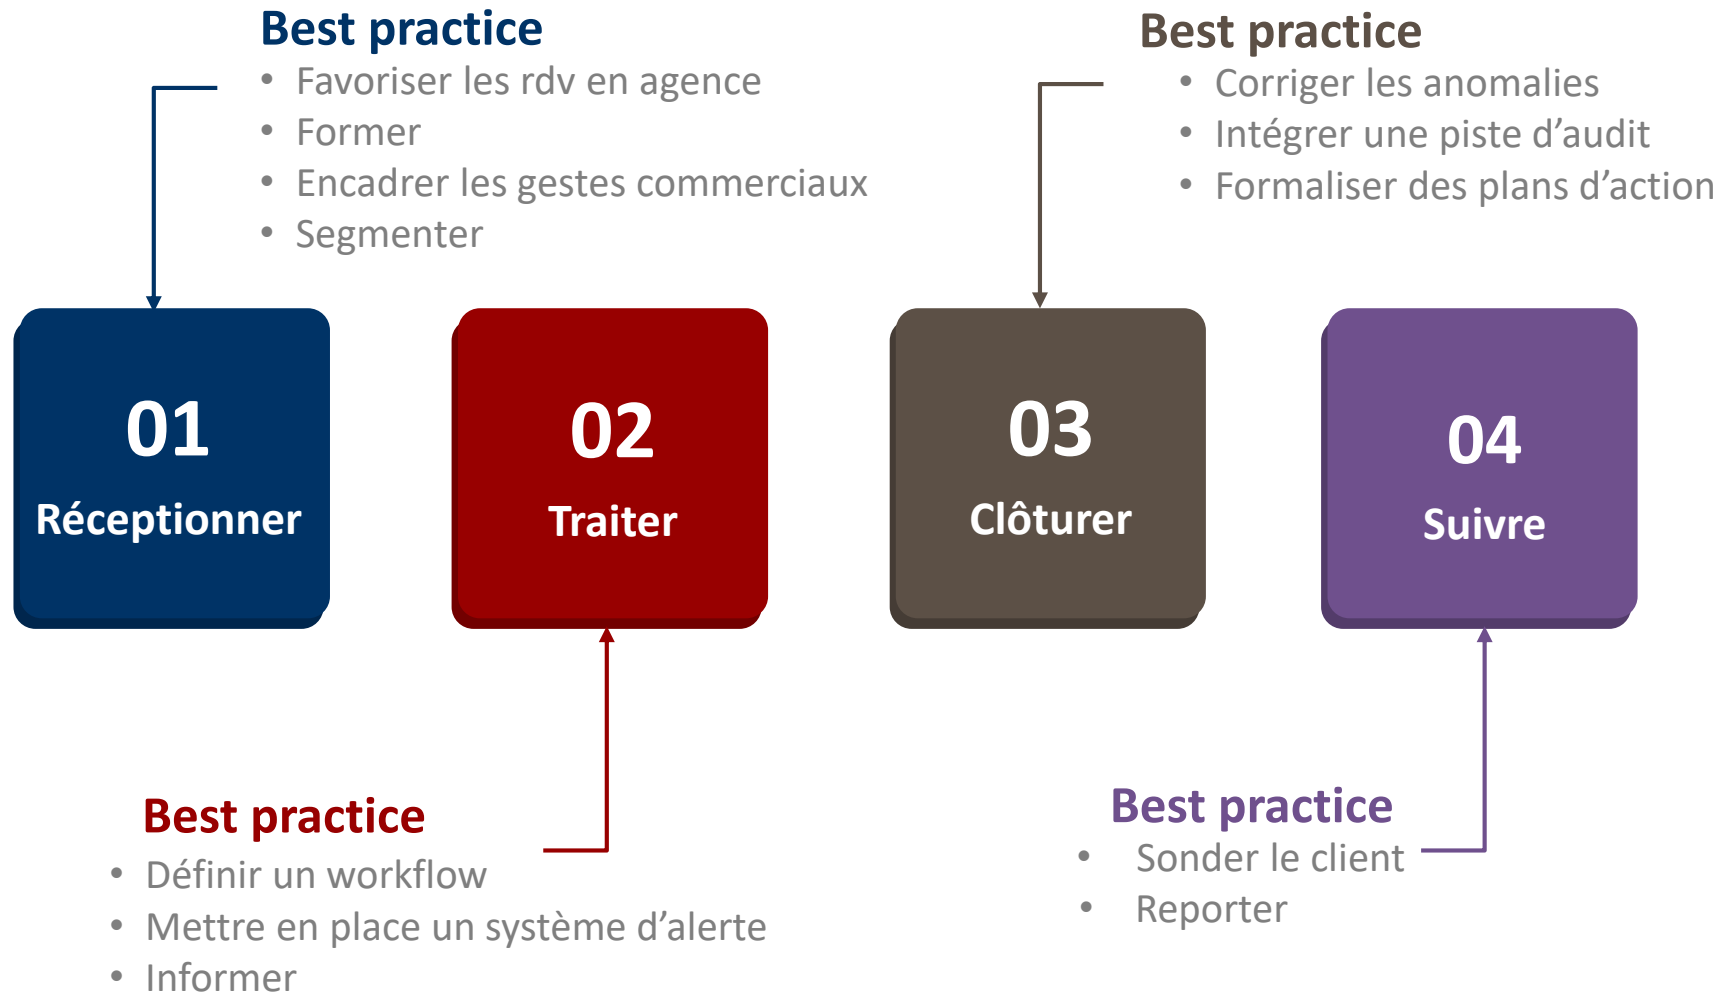 Best practice
• Favoriser les rdv en agence
• Former
• Encadrer les gestes commerciaux
• Segmenter
Best practice
• Corriger les anomalies
• Intégrer une piste d’audit
• Formaliser des plans d’action
01
Réceptionner
02
Traiter
03
Clôturer
04
Suivre
Best practice
• Définir un workflow
• Mettre en place un système d’alerte
• Informer
Best practice
• Sonder le client
• Reporter